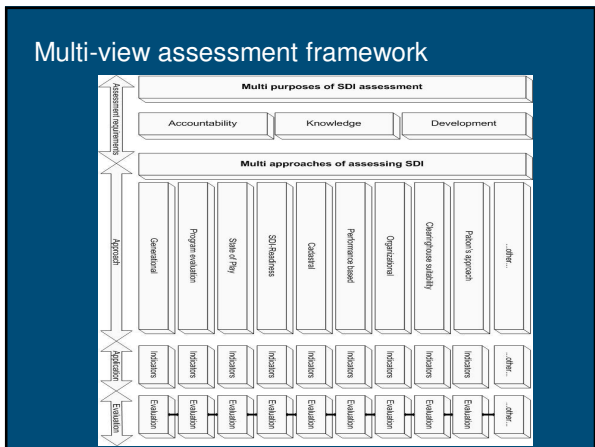 Multi-view assessment framework
Assessment requirements
Multi purposes of SDI assessment
Accountability Knowledge Development
Multi approaches of assessing SDI
Approach
Generational
Program evaluation
State of Play
SDI-Readiness
Cadastral
Performance based
Organizational
Clearinghouse suitability
Pabon's approach
...other...
Application
Indicators
Indicators
Indicators
Indicators
Indicators
Indicators
Indicators
Indicators
Indicators
...other...
Evaluation
Evaluation
Evaluation
Evaluation
Evaluation
Evaluation
Evaluation
Evaluation
Evaluation
Evaluation
...other...